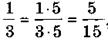 1/3 = 1·5/3·5 = 5/15,